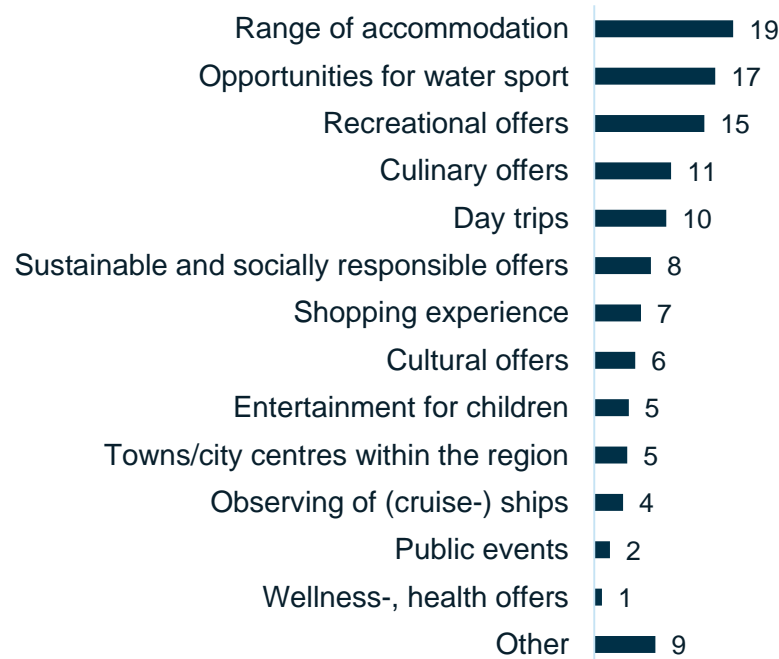 Range of accommodation 19
Opportunities for water sport 17
Recreational offers 15
Culinary offers 11
Day trips 10
Sustainable and socially responsible offers 8
Shopping experience 7
Cultural offers 6
Entertainment for children 5
Towns/city centres within the region 5
Observing of (cruise-) ships 4
Public events 2
Wellness-, health offers 1
Other 9